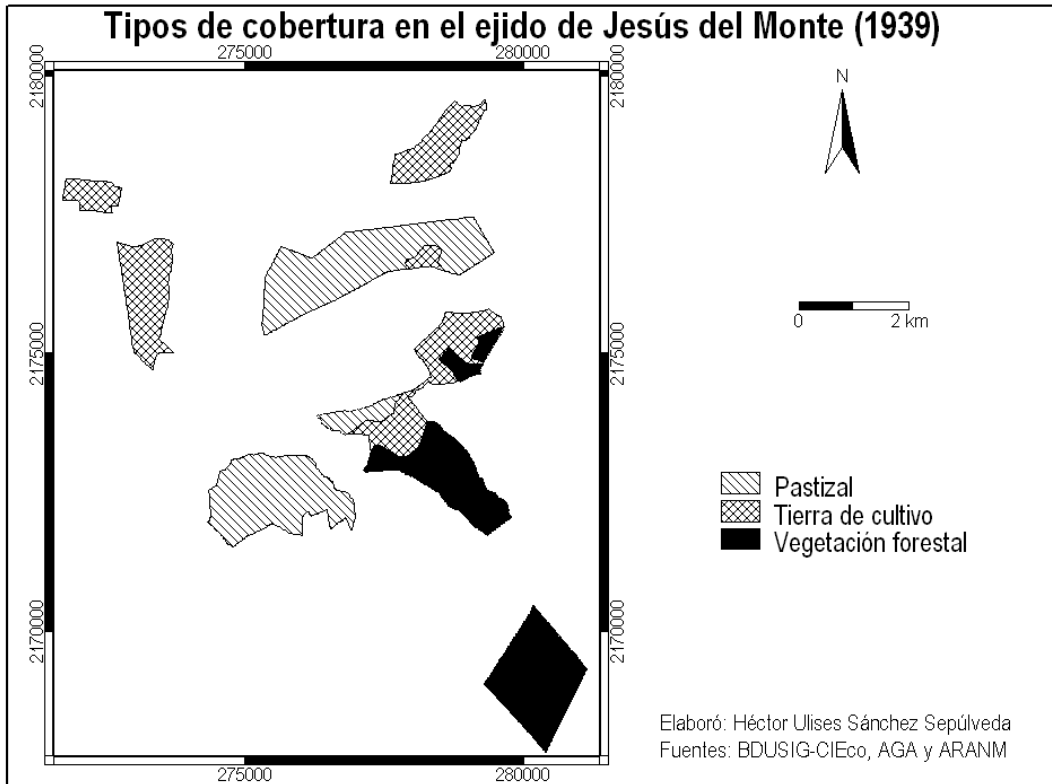 Tipos de cobertura en el ejido de Jesús del Monte (1939)
275000 280000
2180000 2180000
N
0 2 km
2175000 2175000
Pastizal
Tierra de cultivo
Vegetación forestal
2170000 2170000
Elaboró: Héctor Ulises Sánchez Sepúlveda
Fuentes: BDUSIG-CIEco, AGA y ARANM
275000 280000